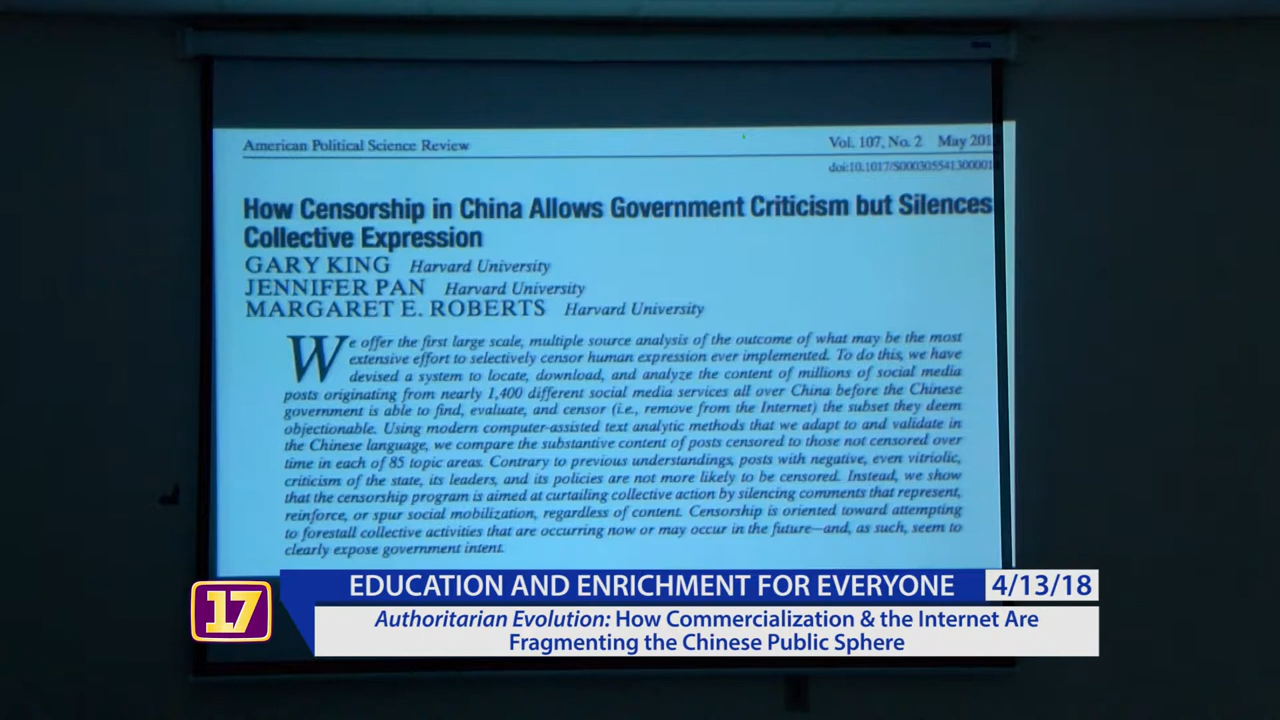 American Political Science Review
Vol. 107, No. 2 May 201
doi:10.1017/S000305541300001
How Censorship in China Allows Government Criticism but Silences
Collective Expression
GARY KING Harvard University
JENNIFER PAN Harvard University
MARGARET E. ROBERTS Harvard University
We offer the first large scale, multiple source analysis of the outcome of what may be the most
extensive effort to selectively censor human expression ever implemented. To do this, we have
devised a system to locate, download, and analyze the content of millions of social media
posts originating from nearly 1,400 different social media services all over China before the Chinese
government is able to find, evaluate, and censor (i.e., remove from the Internet) the subset they deem
objectionable. Using modern computer-assisted text analytic methods that we adapt to and validate in
the Chinese language, we compare the substantive content of posts censored to those not censored over
time in each of 85 topic areas. Contrary to previous understandings, posts with negative, even vitriolic,
criticism of the state, its leaders, and its policies are not more likely to be censored. Instead, we show
that the censorship program is aimed at curtailing collective action by silencing comments that represent,
reinforce, or spur social mobilization, regardless of content. Censorship is oriented toward attempting
to forestall collective activities that are occurring now or may occur in the future—and, as such, seem to
clearly expose government intent.
17
EDUCATION AND ENRICHMENT FOR EVERYONE
4/13/18
Authoritarian Evolution: How Commercialization & the Internet Are
Fragmenting the Chinese Public Sphere